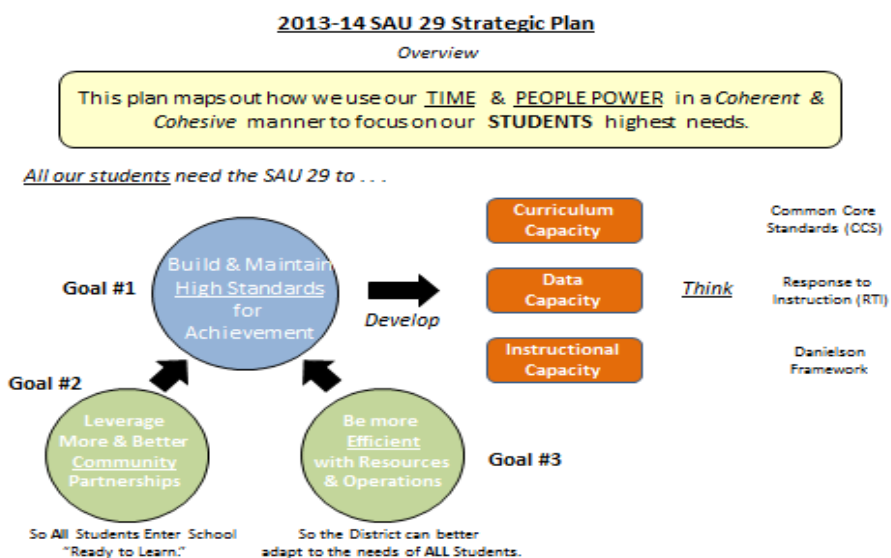 2013-14 SAU 29 Strategic Plan
Overview
This plan maps out how we use our TIME & PEOPLE POWER in a Coherent &
Cohesive manner to focus on our STUDENTS highest needs.
All our students need the SAU 29 to . . .
Goal #1
Build & Maintain
High Standards
for
Achievement
Develop
Curriculum
Capacity
Data
Capacity
Instructional
Capacity
Think
Common Core
Standards (CCS)
Response to
Instruction (RTI)
Danielson
Framework
Goal #2
Leverage
More & Better
Community
Partnerships
So All Students Enter School
"Ready to Learn."
Be more
Efficient
with Resources
& Operations
Goal #3
So the District can better
adapt to the needs of ALL Students.